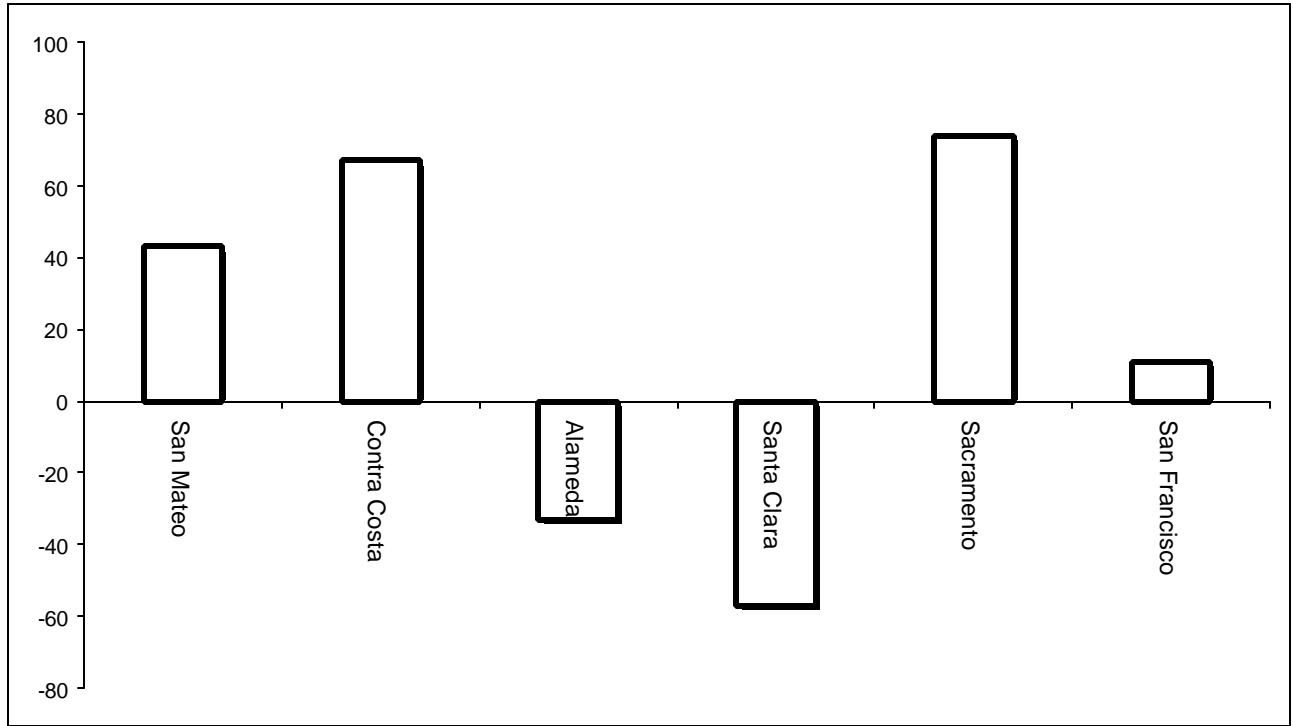 100
80
60
40
20
0
-20
-40
-60
-80
San Mateo
Contra Costa
Alameda
Santa Clara
Sacramento
San Francisco